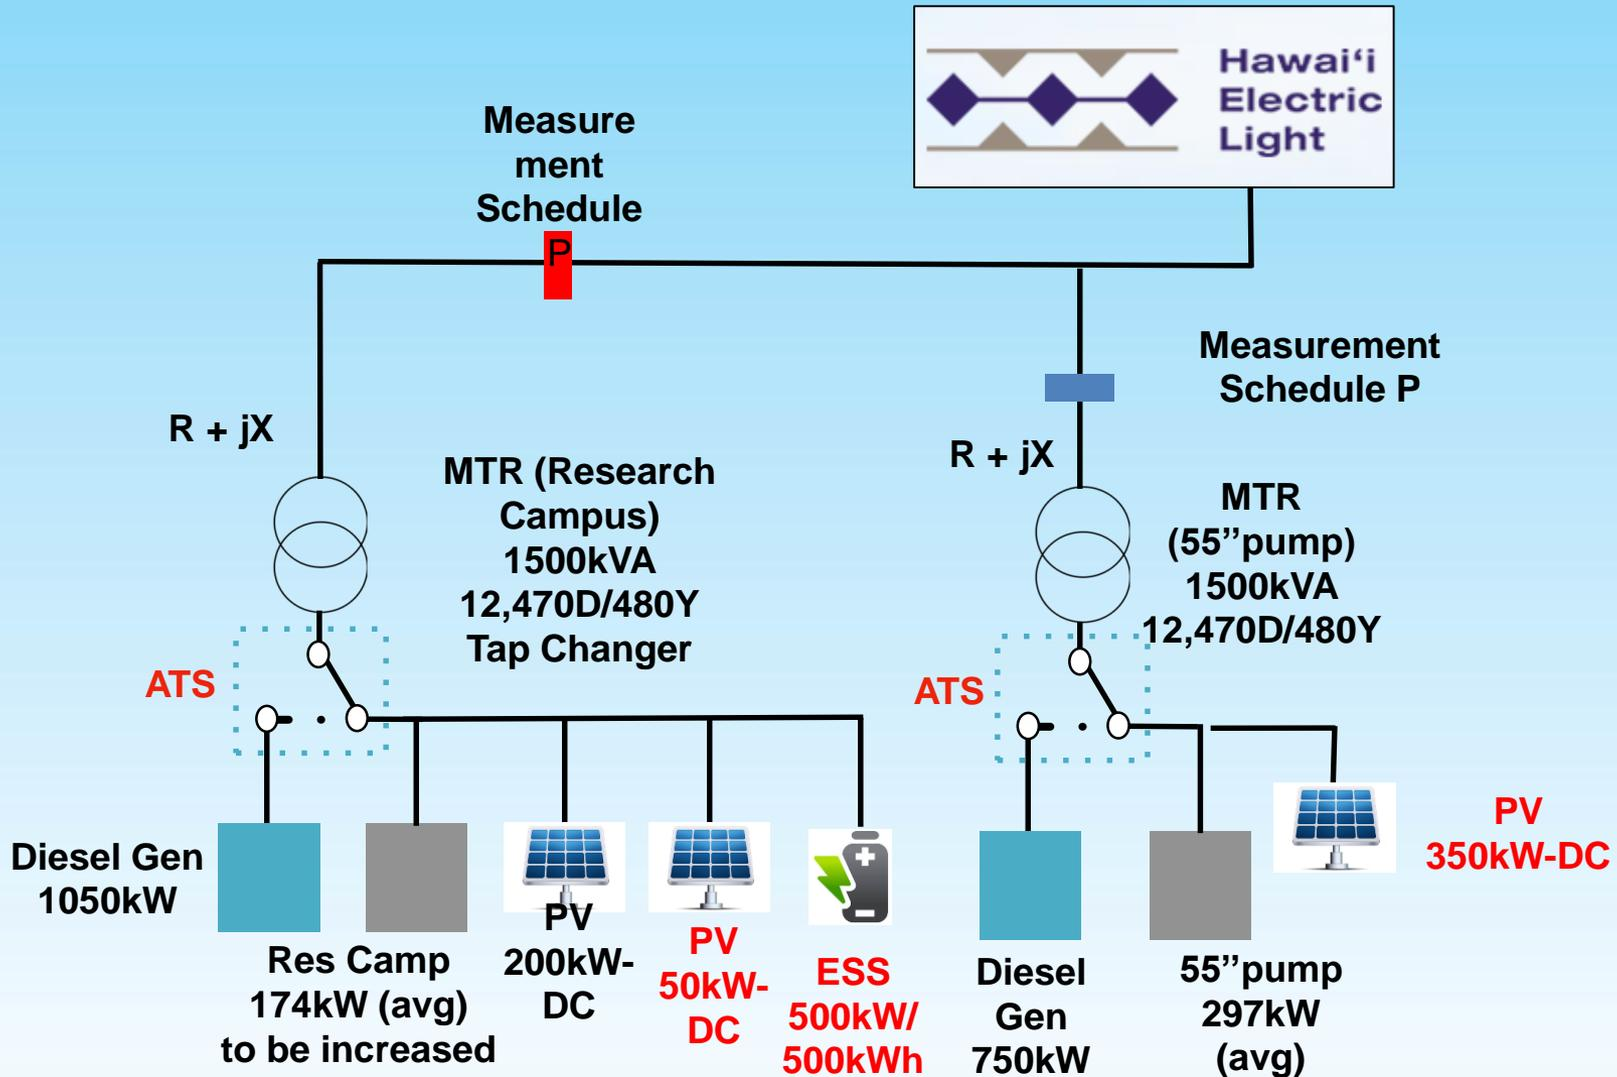 Hawai‘i
Electric
Light
Measure
ment
Schedule
P
Measurement
Schedule P
R + jX
MTR (Research
Campus)
1500kVA
12,470D/480Y
Tap Changer
R + jX
MTR
(55”pump)
1500kVA
12,470D/480Y
ATS
ATS
Diesel Gen
1050kW
Res Camp
174kW (avg)
to be increased
PV
200kW-
DC
PV
50kW-
DC
ESS
500kW/
500kWh
Diesel
Gen
750kW
55”pump
297kW
(avg)
PV
350kW-DC